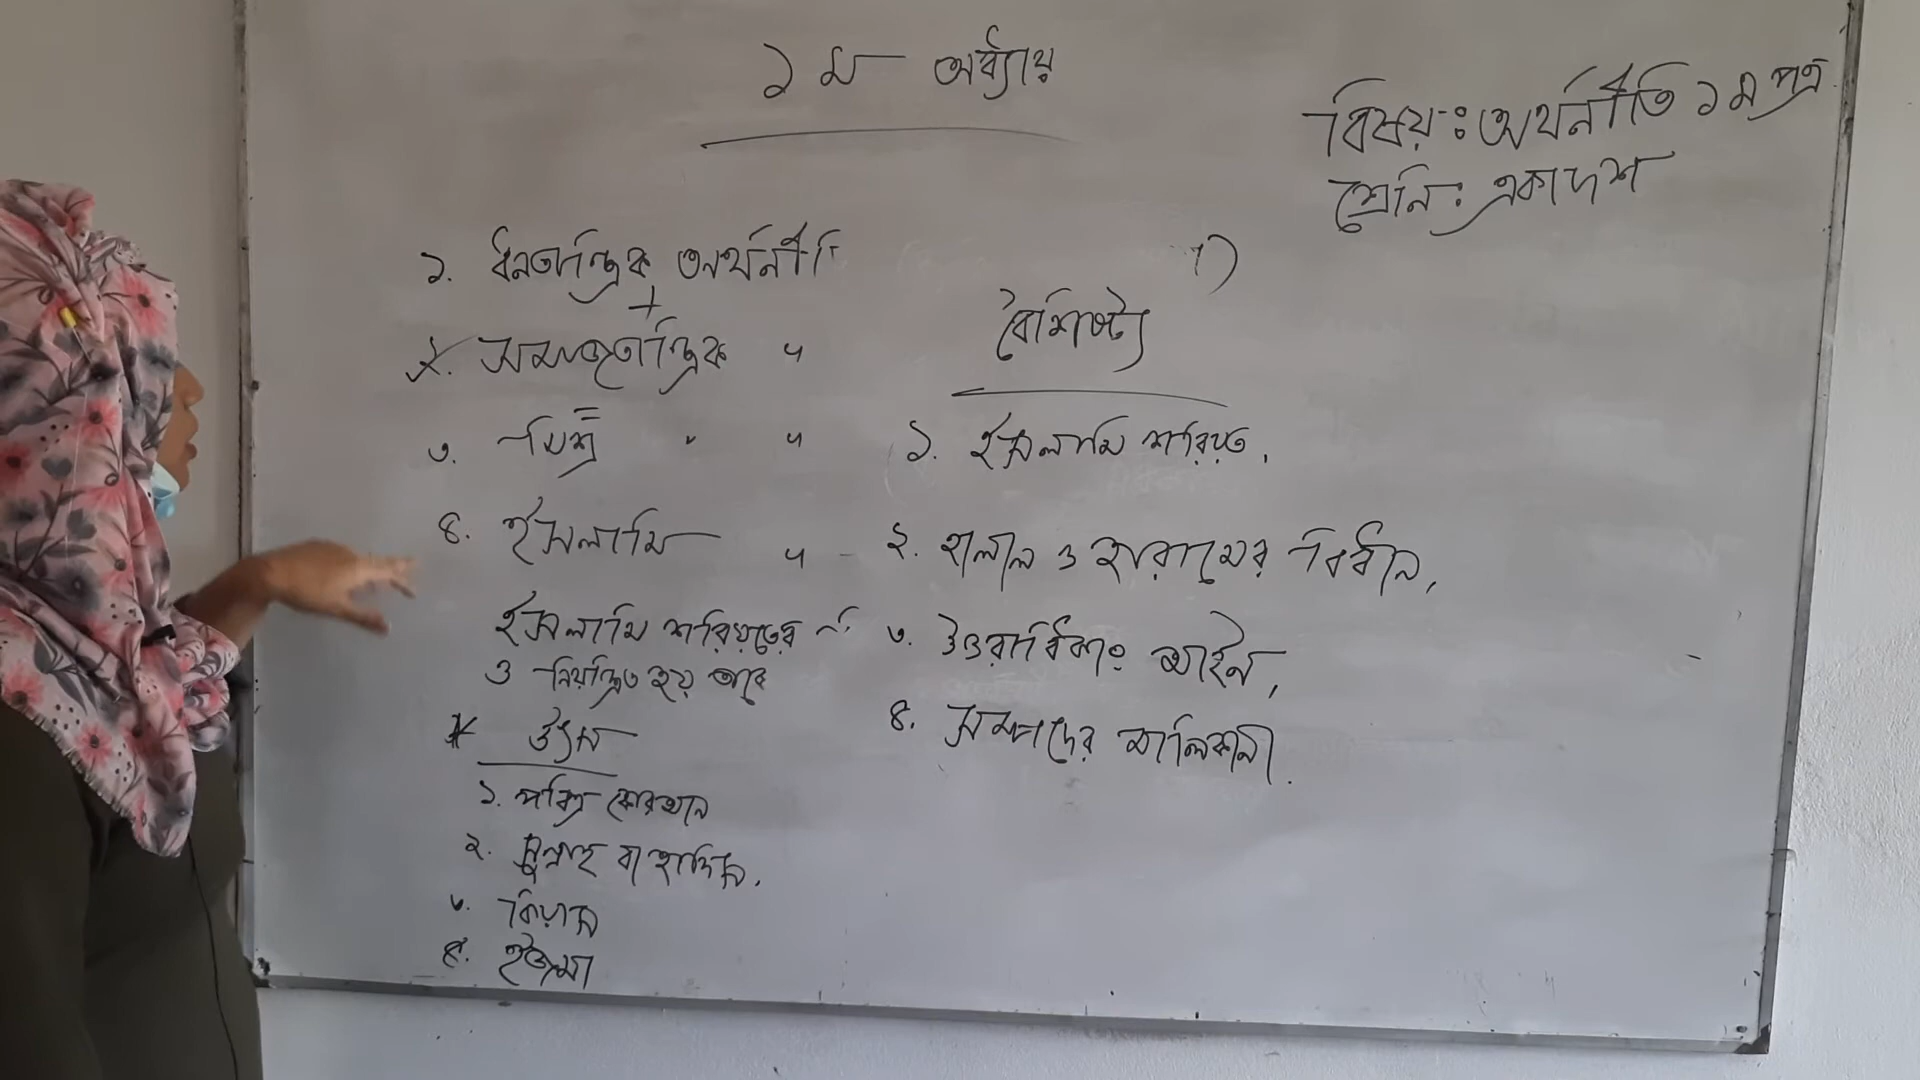 ১ম অধ্যায়
বিষয়ঃ অর্থনীতি ১ম পত্র
শ্রেনি: একাদশ
১. ধনতান্ত্রিক অর্থনীতি
+
২. সমাজতান্ত্রিক "
=
৩. মিশ্র " "
৪. ইসলামি " -
ইসলামি শরিয়তের
ও নিয়ন্ত্রিত হয় তাকে
* উৎস
১. পবিত্র কোরআন
২. সুন্নাহ বা হাদিস.
৩. কিয়াস
৪. ইজমা
বৈশিষ্ট্য
১. ইসলামি শরিয়ত,
২. হালাল ও হারামের বিধান,
৩. উত্তরাধিকার আইন,
৪. সম্পদের মালিকানা.